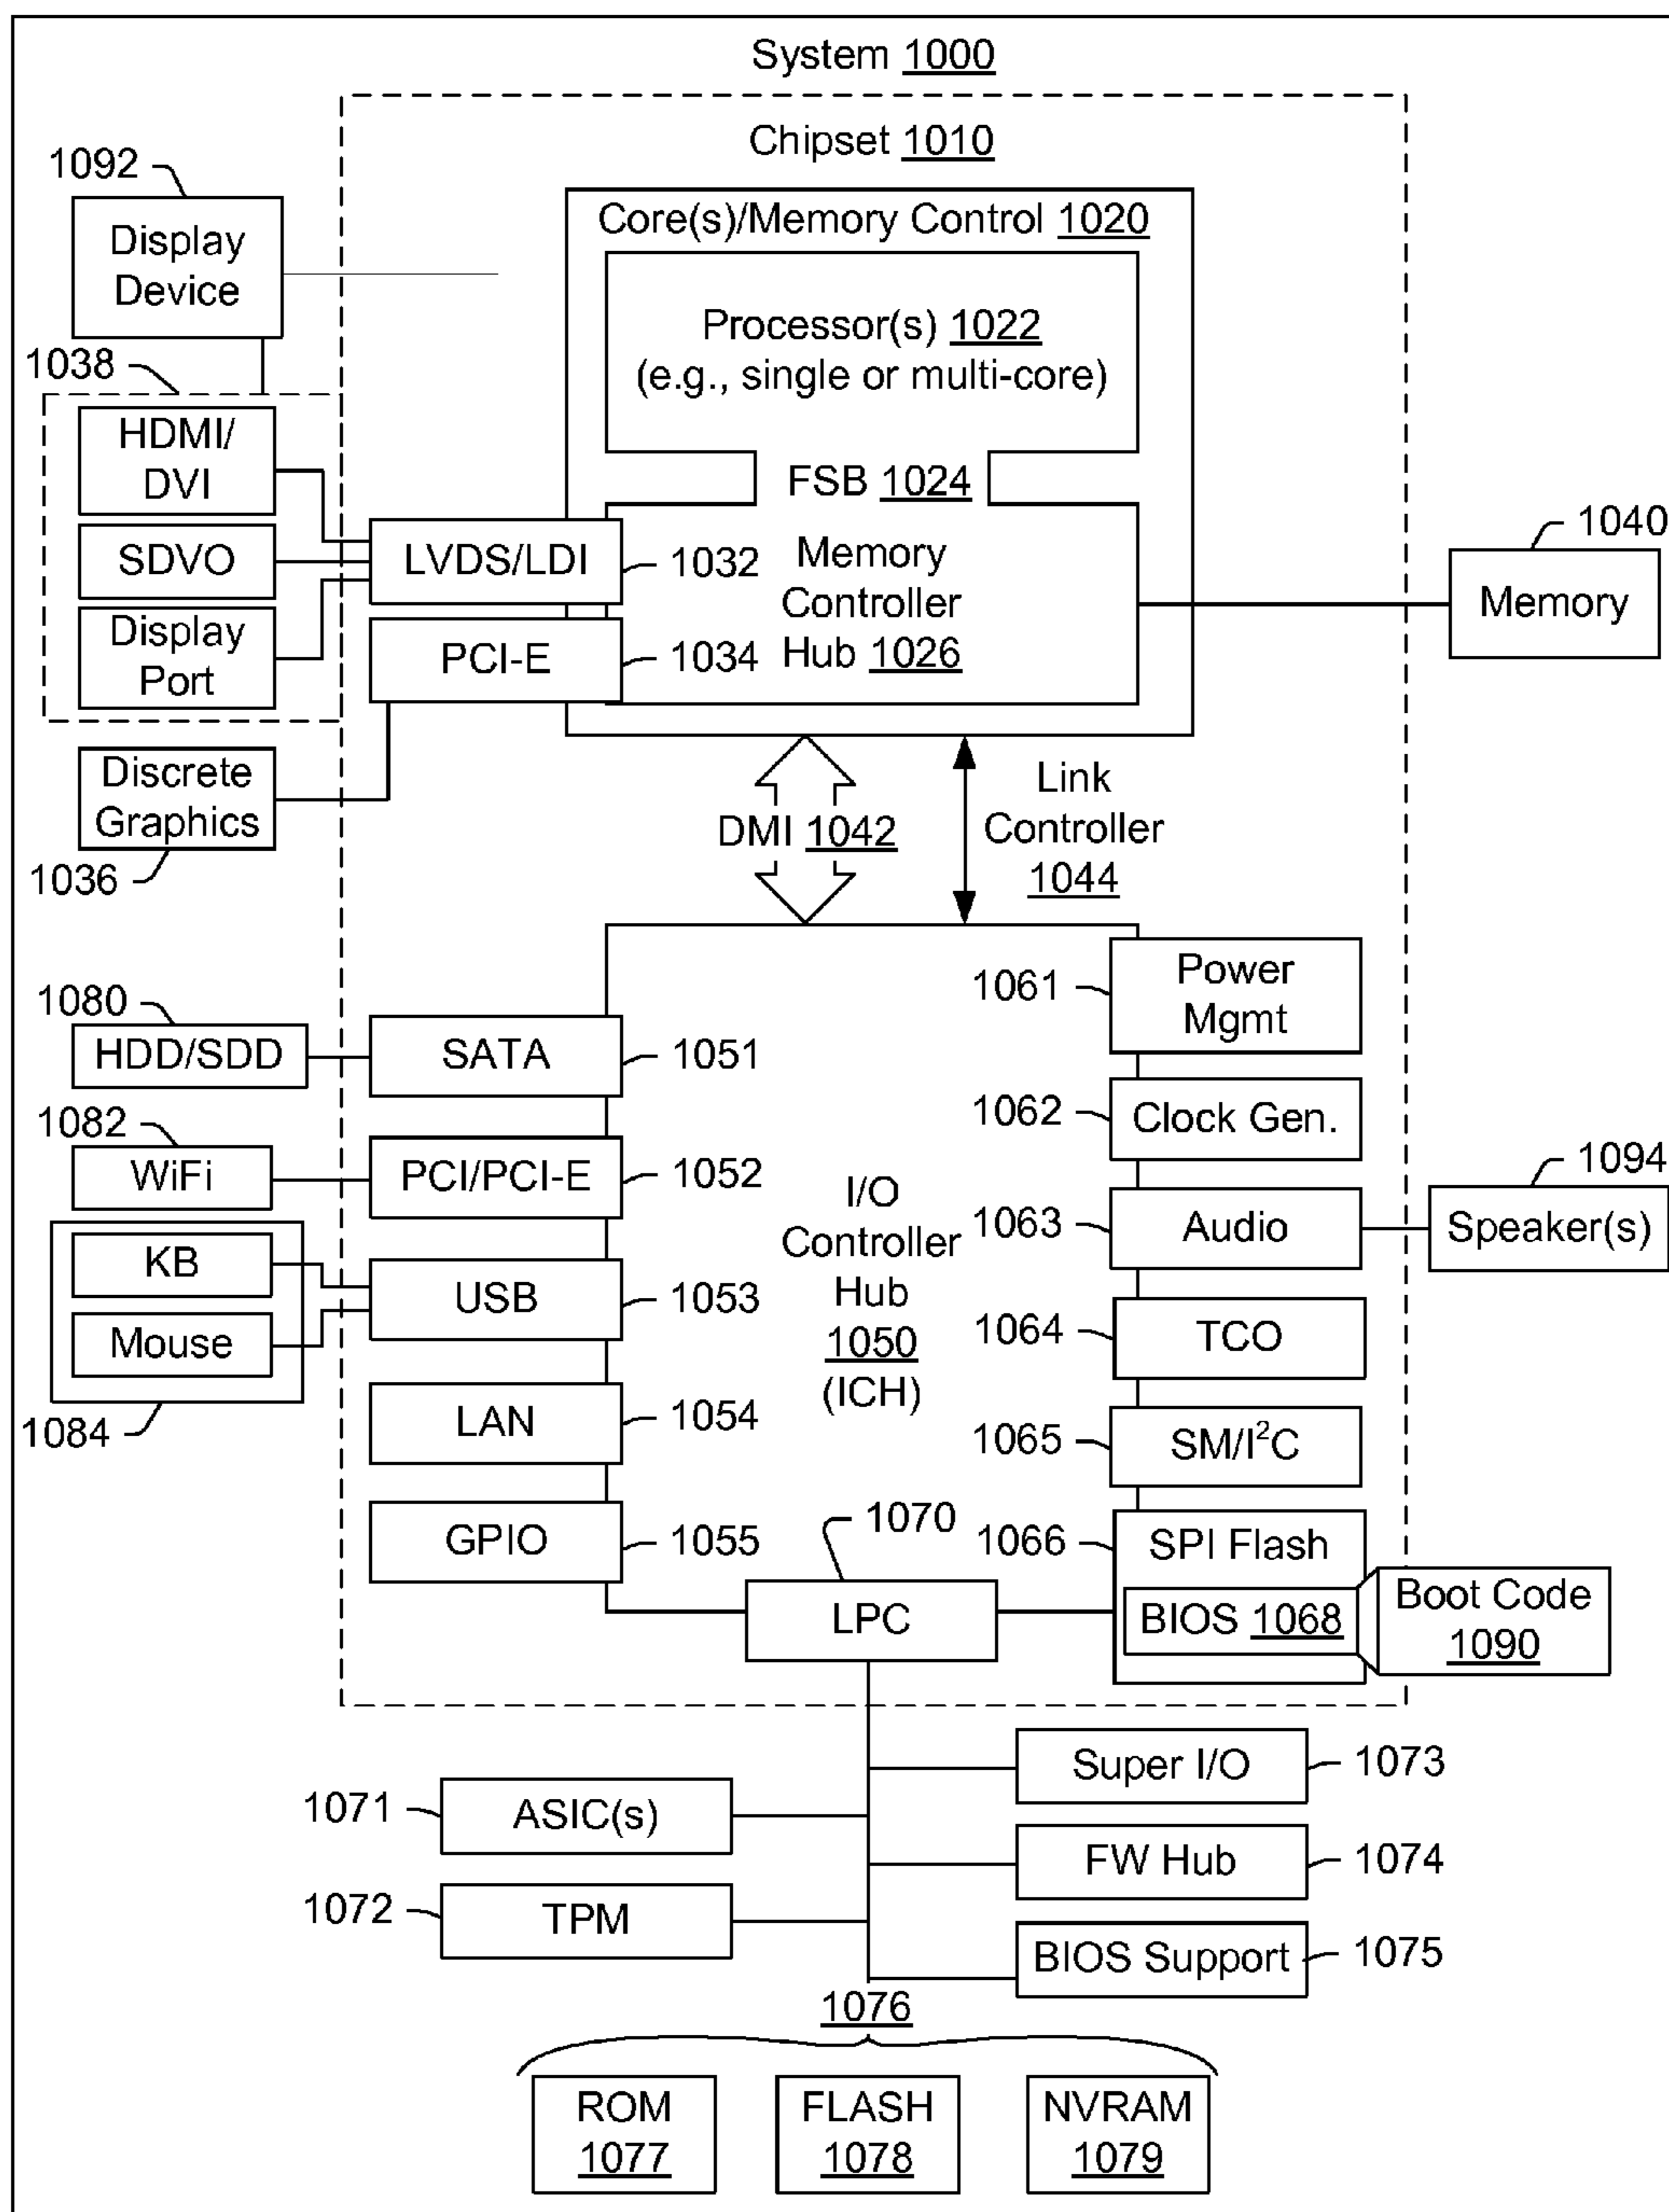 System 1000
Chipset 1010
1092
Display
Device
Core(s)/Memory Control 1020
Processor(s) 1022
(e.g., single or multi-core)
FSB 1024
Memory
Controller
Hub 1026
1038
HDMI/
DVI
SDVO
Display
Port
LVDS/LDI
1032
PCI-E
1034
1040
Memory
Discrete
Graphics
1036
DMI 1042
Link
Controller
1044
1080
HDD/SDD
SATA
1051
1082
WiFi
PCI/PCI-E
1052
KB
Mouse
1084
USB
1053
LAN
1054
GPIO
1055
I/O
Controller
Hub
1050
(ICH)
1061
Power
Mgmt
1062
Clock Gen.
1063
Audio
1094
Speaker(s)
1064
TCO
1065
SM/I²C
1066
SPI Flash
BIOS 1068
Boot Code
1090
1070
LPC
1071
ASIC(s)
1072
TPM
Super I/O
1073
FW Hub
1074
BIOS Support
1075
1076
ROM
1077
FLASH
1078
NVRAM
1079